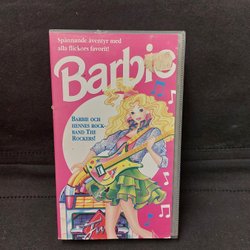 Spännande äventyr med
alla flickors favorit!
Barbie
BARBIE OCH
HENNES ROCK-
BAND THE
ROCKERS!